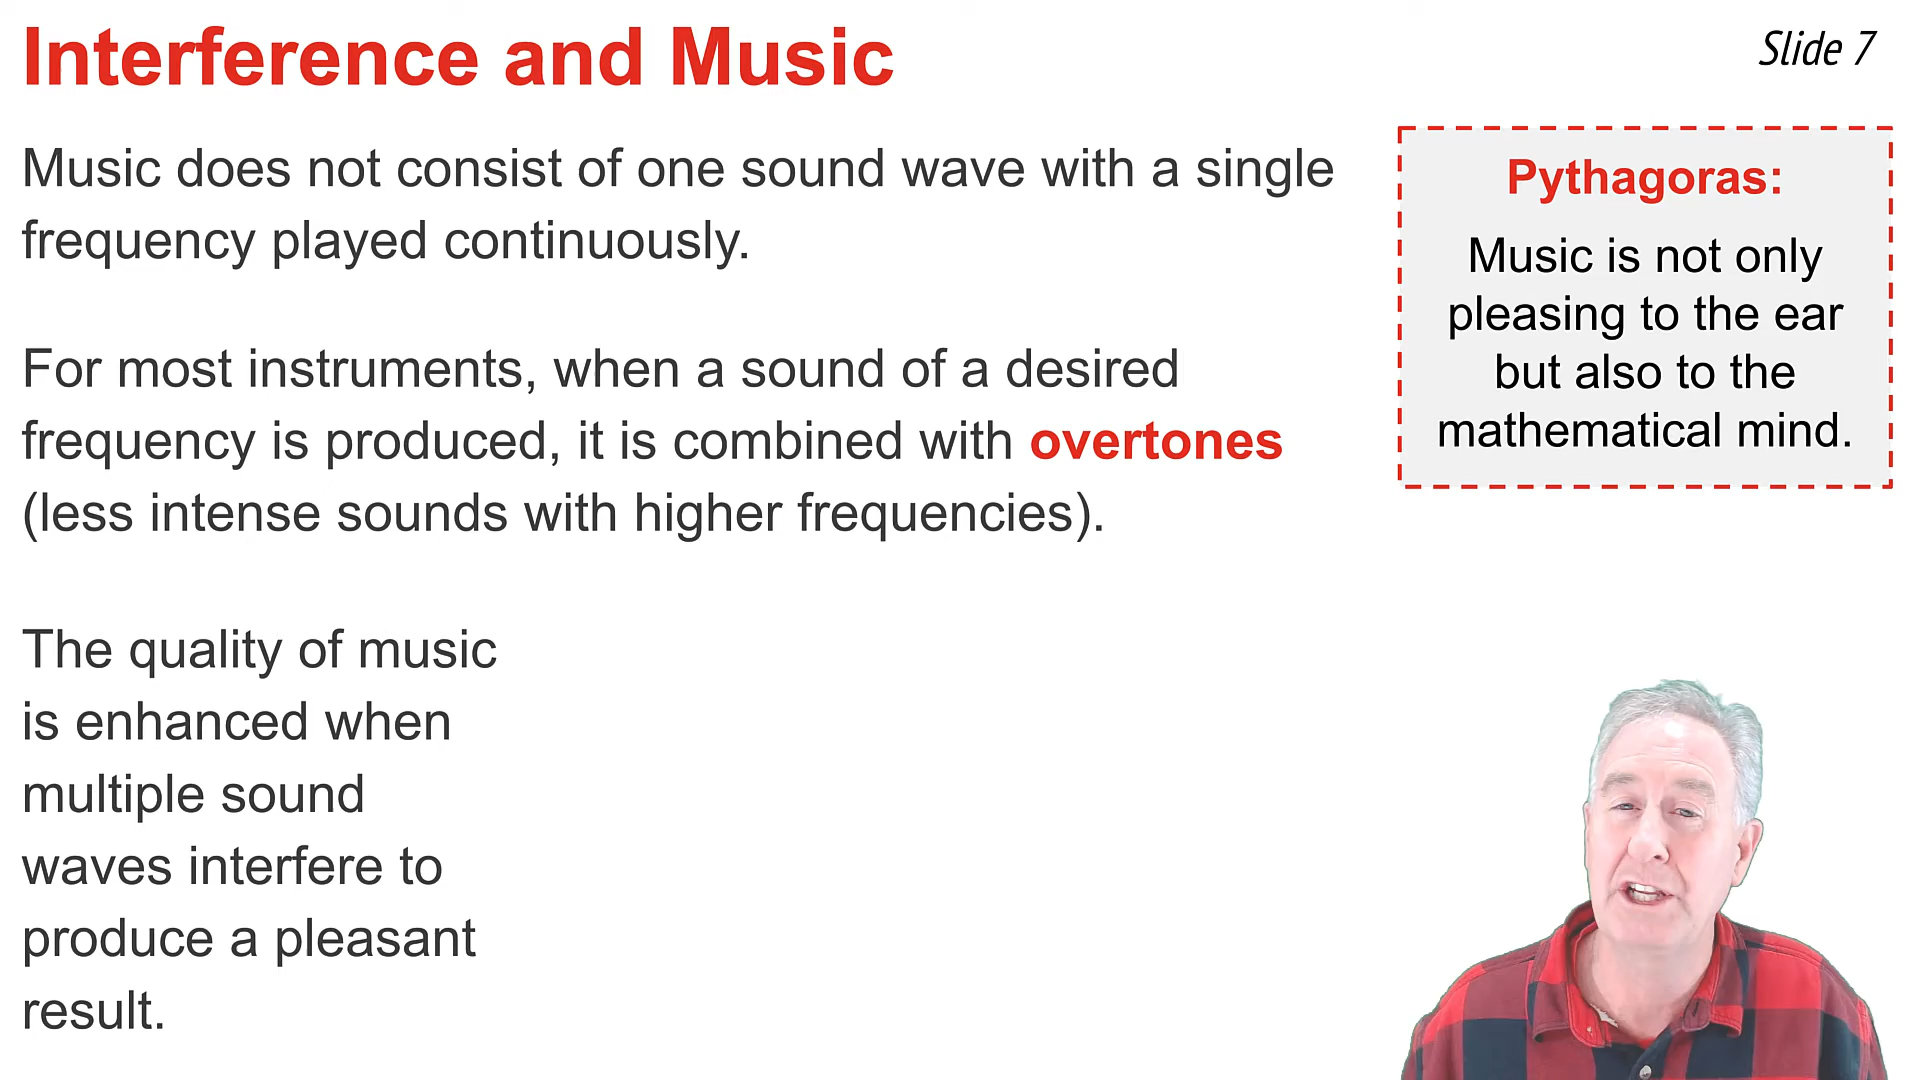 Interference and Music
Slide 7
Music does not consist of one sound wave with a single
frequency played continuously.
For most instruments, when a sound of a desired
frequency is produced, it is combined with overtones
(less intense sounds with higher frequencies).
The quality of music
is enhanced when
multiple sound
waves interfere to
produce a pleasant
result.
Pythagoras:
Music is not only
pleasing to the ear
but also to the
mathematical mind.